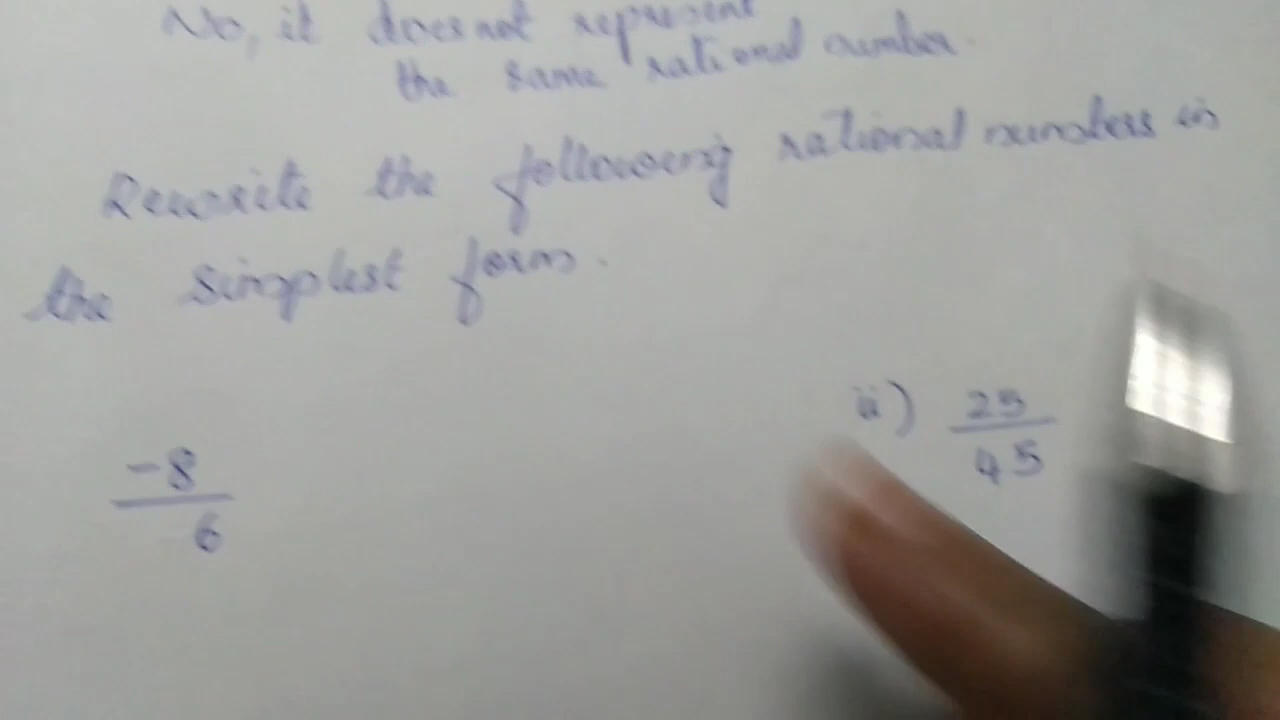 No, it does not represent
the same rational number.
Rewrite the following rational numbers in
the simplest form.
-8
6
ii) 25
45